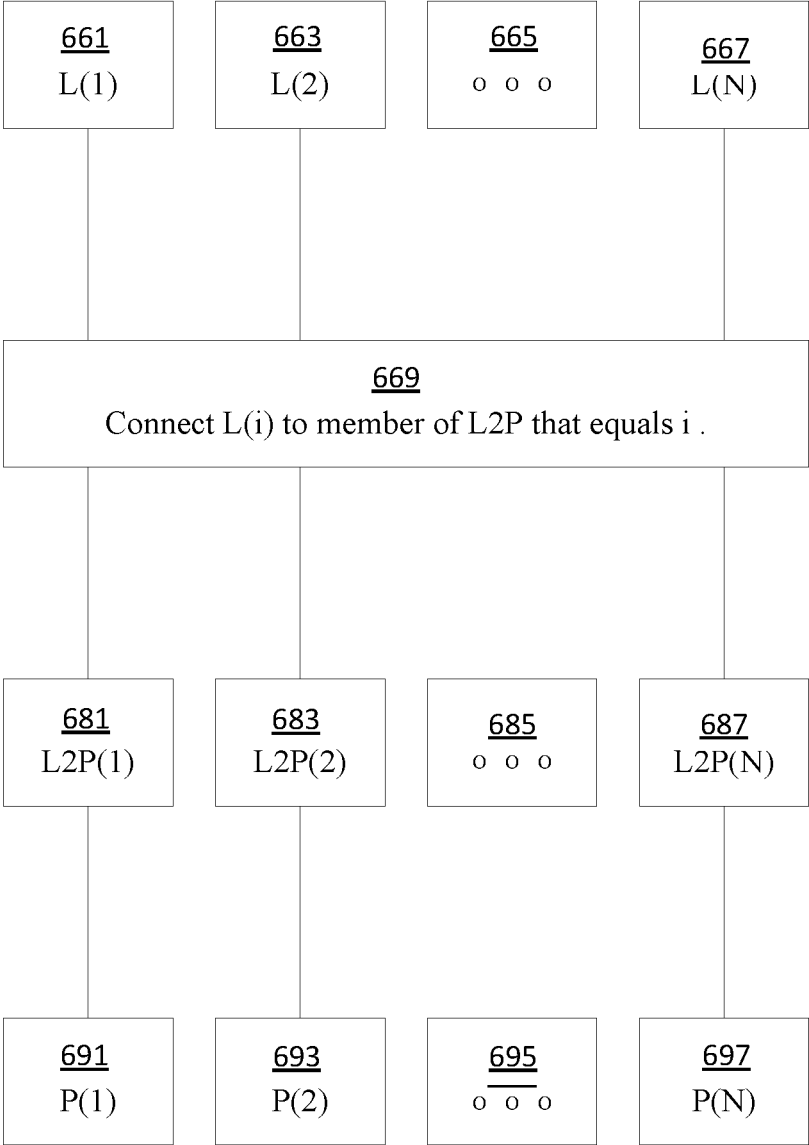 661
L(1)
663
L(2)
665
o o o
667
L(N)
669
Connect L(i) to member of L2P that equals i .
681
L2P(1)
683
L2P(2)
685
o o o
687
L2P(N)
691
P(1)
693
P(2)
695
o o o
697
P(N)